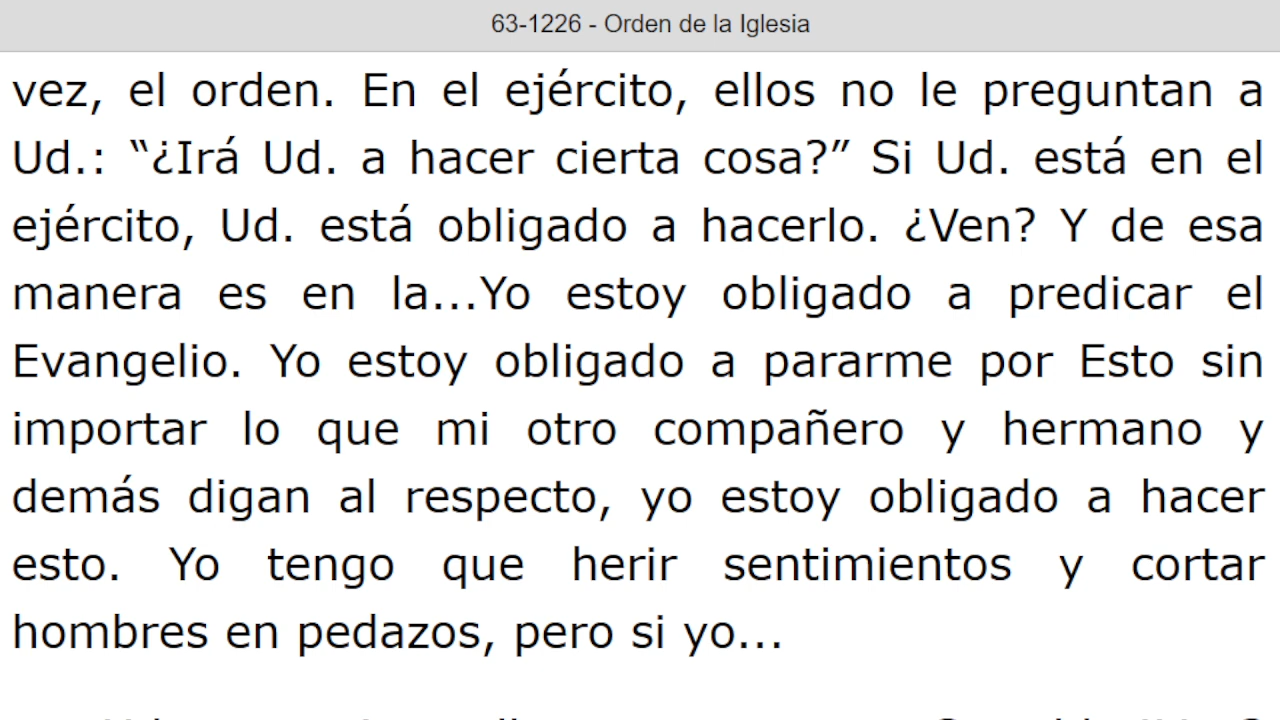 63-1226 - Orden de la Iglesia
vez, el orden. En el ejército, ellos no le preguntan a
Ud.: “¿Irá Ud. a hacer cierta cosa?” Si Ud. está en el
ejército, Ud. está obligado a hacerlo. ¿Ven? Y de esa
manera es en la...Yo estoy obligado a predicar el
Evangelio. Yo estoy obligado a pararme por Esto sin
importar lo que mi otro compañero y hermano y
demás digan al respecto, yo estoy obligado a hacer
esto. Yo tengo que herir sentimientos y cortar
hombres en pedazos, pero si yo...